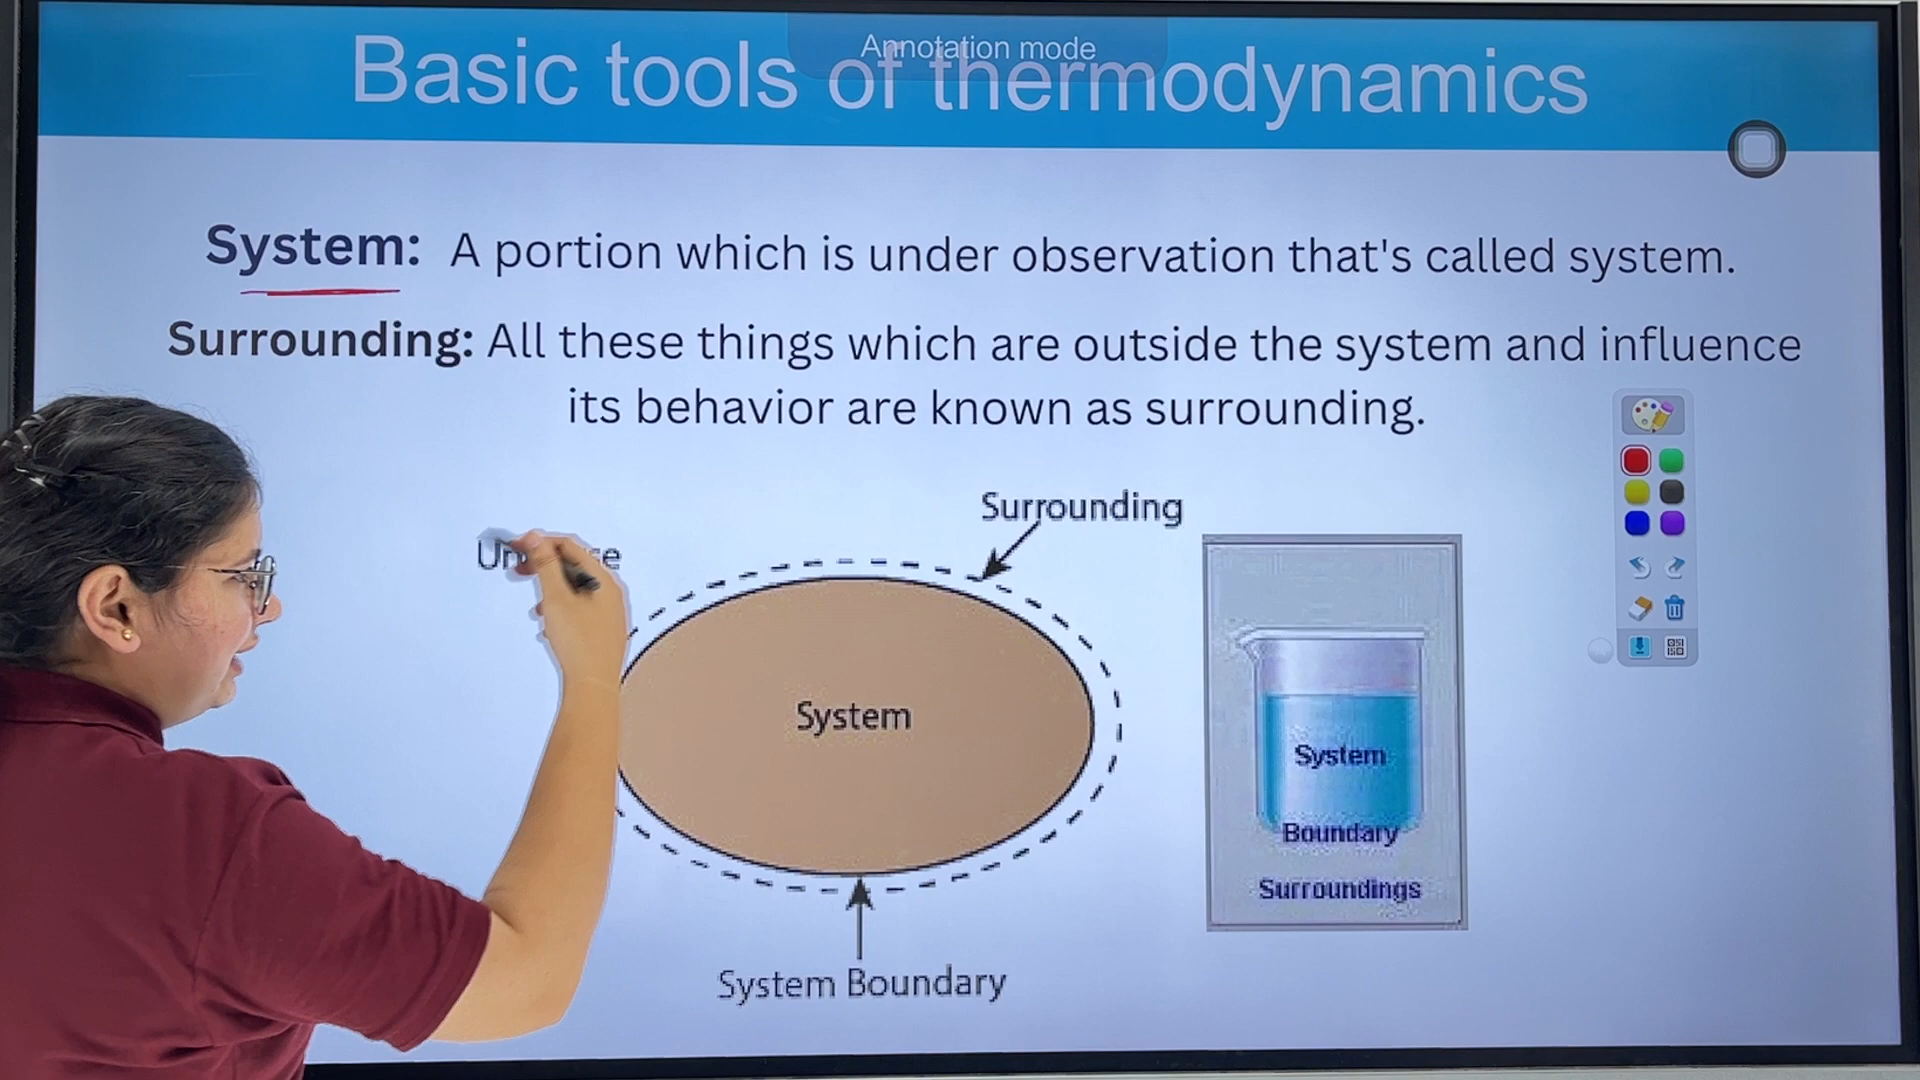 Annotation mode
Basic tools of thermodynamics
System: A portion which is under observation that's called system.
Surrounding: All these things which are outside the system and influence
its behavior are known as surrounding.
Surrounding
System
System Boundary
System
Boundary
Surroundings